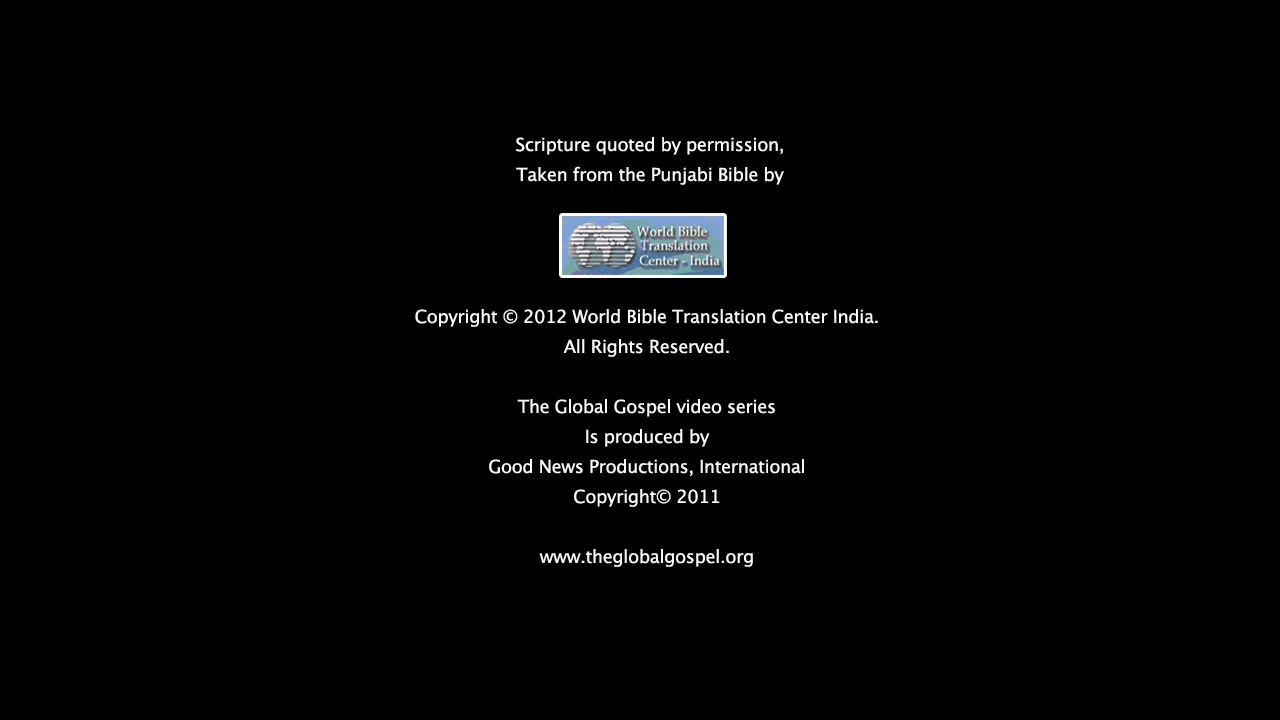 Scripture quoted by permission,
Taken from the Punjabi Bible by
World Bible
Translation
Center - India
Copyright © 2012 World Bible Translation Center India.
All Rights Reserved.
The Global Gospel video series
Is produced by
Good News Productions, International
Copyright© 2011
www.theglobalgospel.org